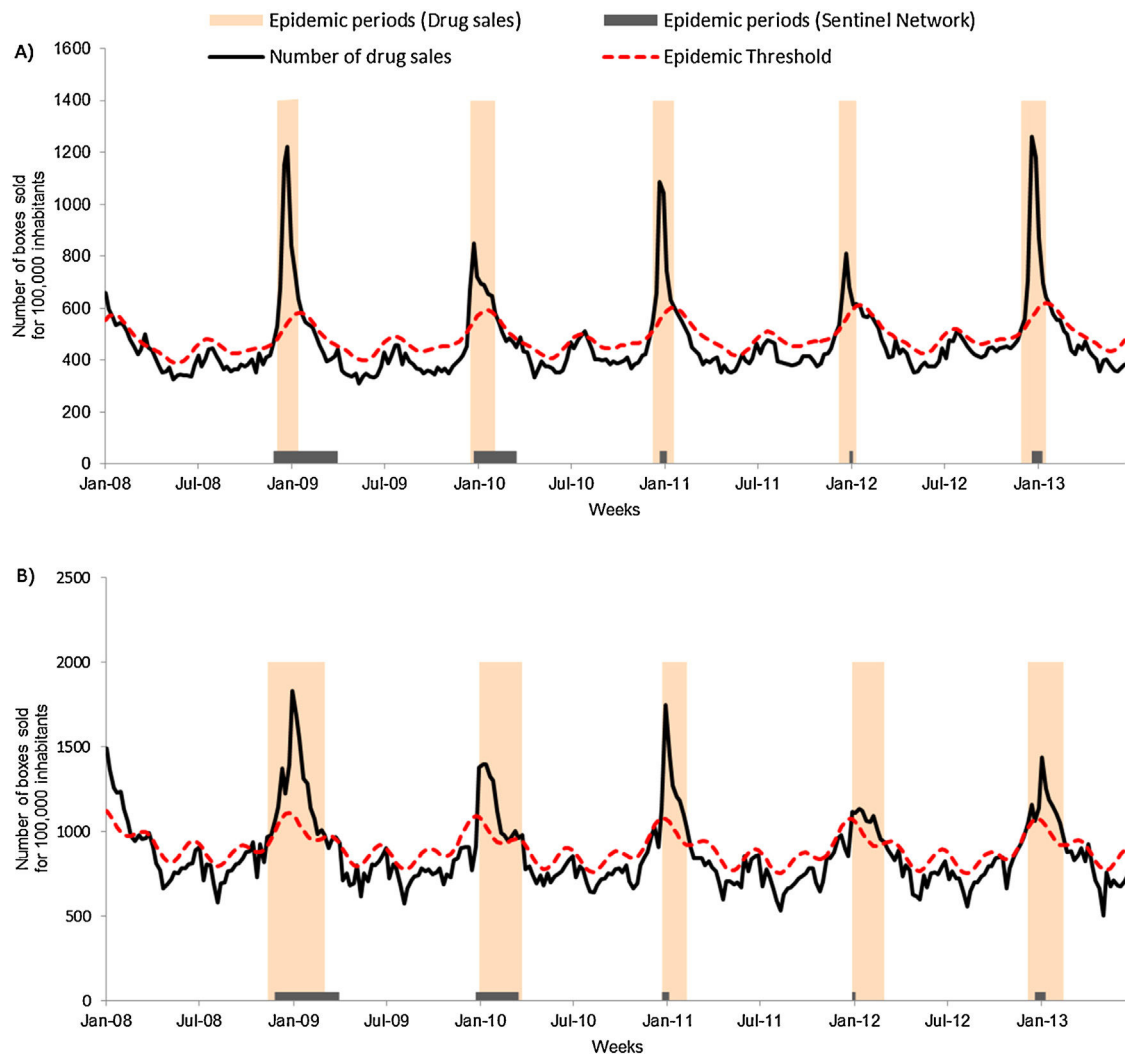 Epidemic periods (Drug sales)
Epidemic periods (Sentinel Network)
Number of drug sales
Epidemic Threshold
A)
Number of boxes sold
for 100,000 inhabitants
1600
1400
1200
1000
800
600
400
200
0
Jan-08
Jul-08
Jan-09
Jul-09
Jan-10
Jul-10
Jan-11
Jul-11
Jan-12
Jul-12
Jan-13
Weeks
B)
Number of boxes sold
for 100,000 inhabitants
2500
2000
1500
1000
500
0
Jan-08
Jul-08
Jan-09
Jul-09
Jan-10
Jul-10
Jan-11
Jul-11
Jan-12
Jul-12
Jan-13
Weeks